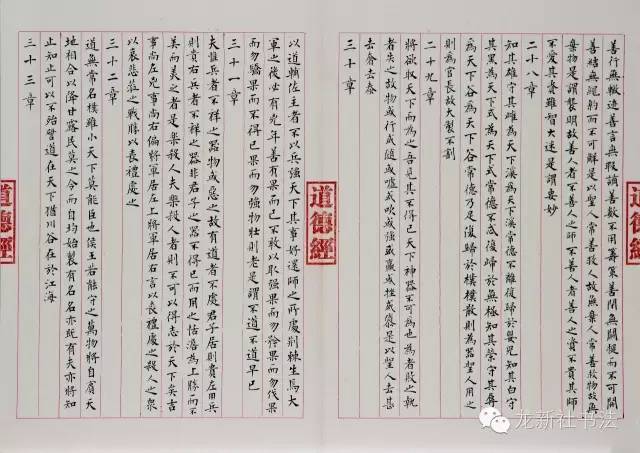 道德經
善行無轍迹善言無瑕讁善數不用籌策善閉無關楗而不可開
善結無繩約而不可解是以聖人常善救人故無棄人常善救物故無
棄物是謂襲明故善人者不善人之師不善人者善人之資不貴其師
不愛其資雖智大迷是謂要妙
二十八章
知其雄守其雌為天下溪為天下溪常德不離復歸於嬰兒知其白守
其黑為天下式為天下式常德不忒復歸於無極知其榮守其辱
為天下谷為天下谷常德乃足復歸於樸樸散則為器聖人用之
則為官長故大製不割
二十九章
將欲取天下而為之吾見其不得已天下神器不可為也為者敗之執
者失之故物或行或隨或噓或吹或強或羸或挫或隳是以聖人去甚
去奢去泰
三十章
道德經
以道輔佐主者不以兵強天下其事好還師之所處荊棘生焉大
軍之後必有凶年善有果而已不敢以取強果而勿矜果而勿伐果
而勿驕果而不得已果而勿強物壯則老是謂不道不道早已
三十一章
夫惟兵者不祥之器物或惡之故有道者不處君子居則貴左用兵
則貴右兵者不祥之器非君子之器不得已而用之恬澹為上勝而不
美而美之者是樂殺人夫樂殺人者則不可以得志於天下矣吉
事尚左凶事尚右偏將軍居左上將軍居右言以喪禮處之殺人之眾
以哀悲蒞之戰勝以喪禮處之
三十二章
道無常名樸雖小天下莫能臣也侯王若能守之萬物將自賓天
地相合以降甘露民莫之令而自均始製有名名亦既有夫亦將知
止知止可以不殆譬道在天下猶川谷在於江海
三十三章
道德經
龙新社书法